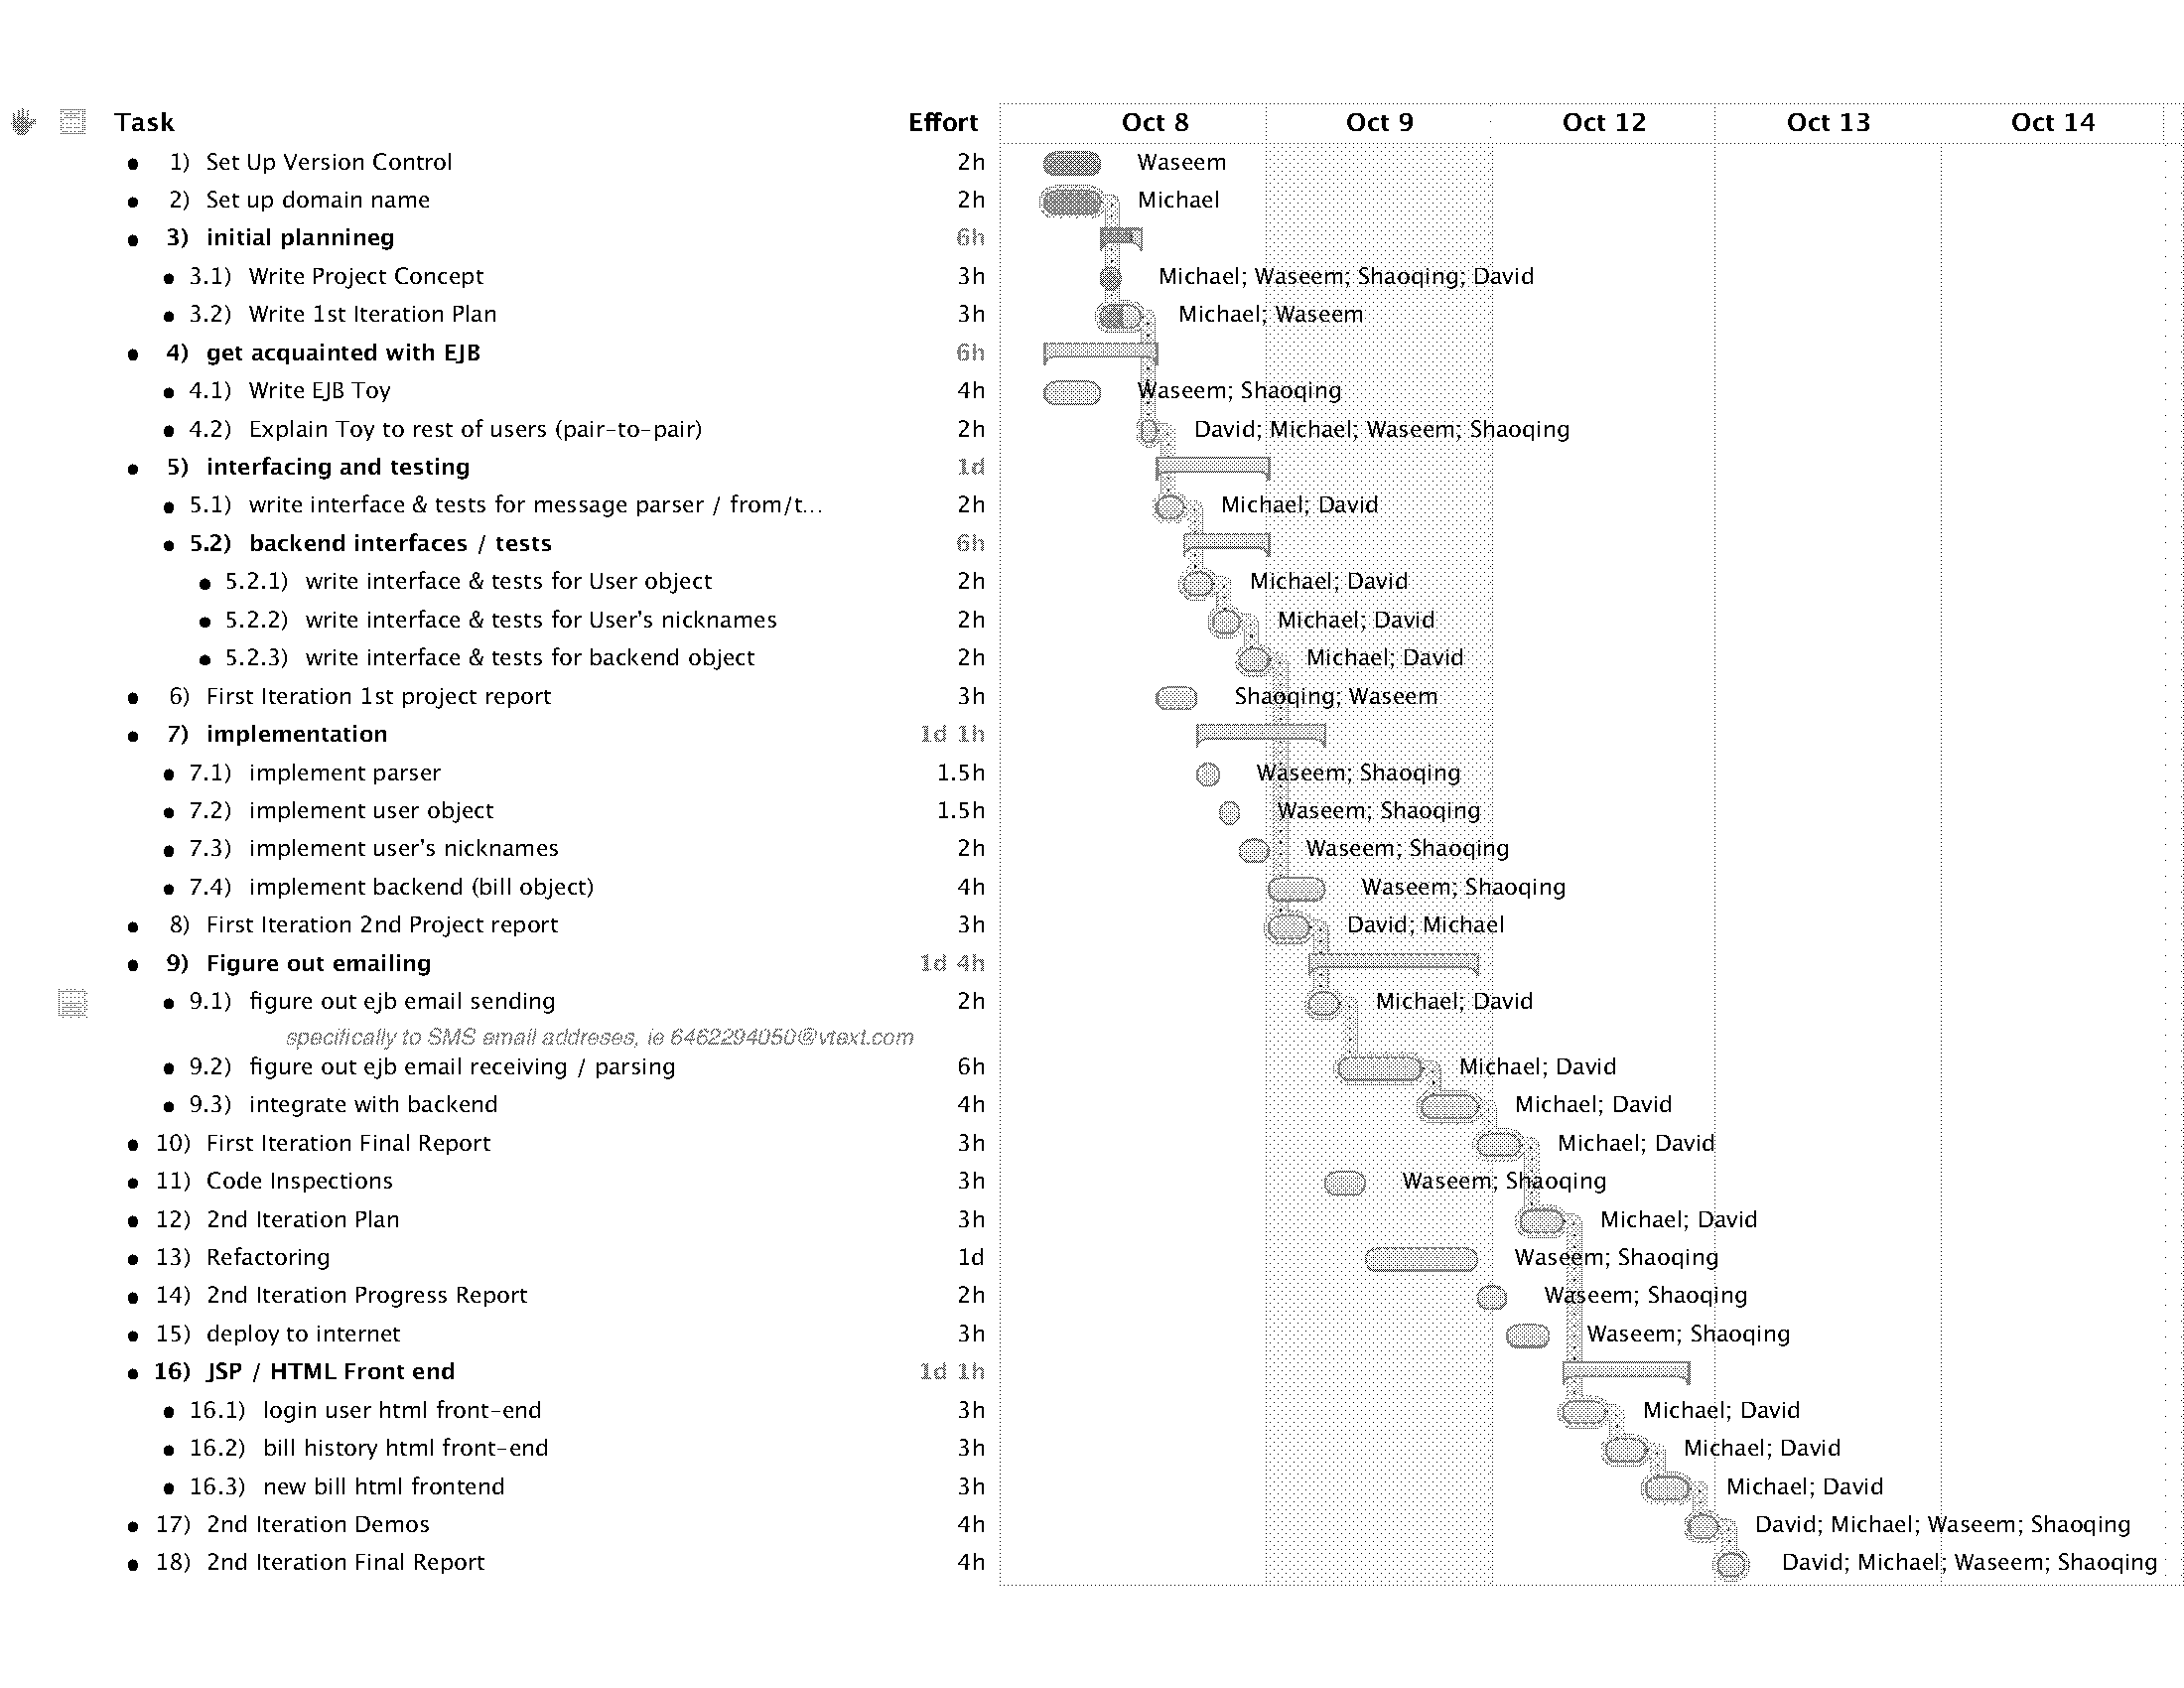 Task Effort Oct 8 Oct 9 Oct 12 Oct 13 Oct 14
1) Set Up Version Control 2h Waseem
2) Set up domain name 2h Michael
3) initial plannineg 6h
3.1) Write Project Concept 3h Michael; Waseem; Shaoqing; David
3.2) Write 1st Iteration Plan 3h Michael; Waseem
4) get acquainted with EJB 6h
4.1) Write EJB Toy 4h Waseem; Shaoqing
4.2) Explain Toy to rest of users (pair-to-pair) 2h David; Michael; Waseem; Shaoqing
5) interfacing and testing 1d
5.1) write interface & tests for message parser / from/t... 2h Michael; David
5.2) backend interfaces / tests 6h
5.2.1) write interface & tests for User object 2h Michael; David
5.2.2) write interface & tests for User's nicknames 2h Michael; David
5.2.3) write interface & tests for backend object 2h Michael; David
6) First Iteration 1st project report 3h Shaoqing; Waseem
7) implementation 1d 1h
7.1) implement parser 1.5h Waseem; Shaoqing
7.2) implement user object 1.5h Waseem; Shaoqing
7.3) implement user's nicknames 2h Waseem; Shaoqing
7.4) implement backend (bill object) 4h Waseem; Shaoqing
8) First Iteration 2nd Project report 3h David; Michael
9) Figure out emailing 1d 4h
9.1) figure out ejb email sending 2h Michael; David
specifically to SMS email addreses, ie 6462294050@vtext.com
9.2) figure out ejb email receiving / parsing 6h Michael; David
9.3) integrate with backend 4h Michael; David
10) First Iteration Final Report 3h Michael; David
11) Code Inspections 3h Waseem; Shaoqing
12) 2nd Iteration Plan 3h Michael; David
13) Refactoring 1d Waseem; Shaoqing
14) 2nd Iteration Progress Report 2h Waseem; Shaoqing
15) deploy to internet 3h Waseem; Shaoqing
16) JSP / HTML Front end 1d 1h
16.1) login user html front-end 3h Michael; David
16.2) bill history html front-end 3h Michael; David
16.3) new bill html frontend 3h Michael; David
17) 2nd Iteration Demos 4h David; Michael; Waseem; Shaoqing
18) 2nd Iteration Final Report 4h David; Michael; Waseem; Shaoqing